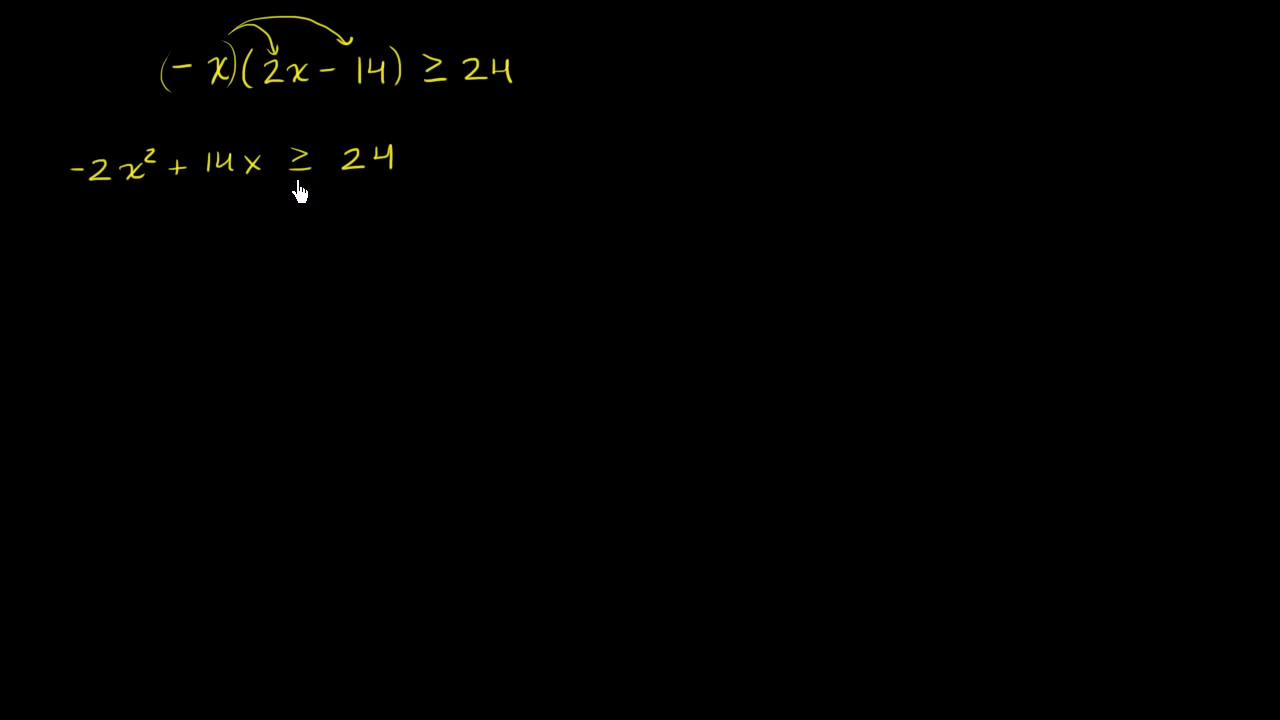 (-x)(2x-14) ≥ 24
-2x² + 14x ≥ 24